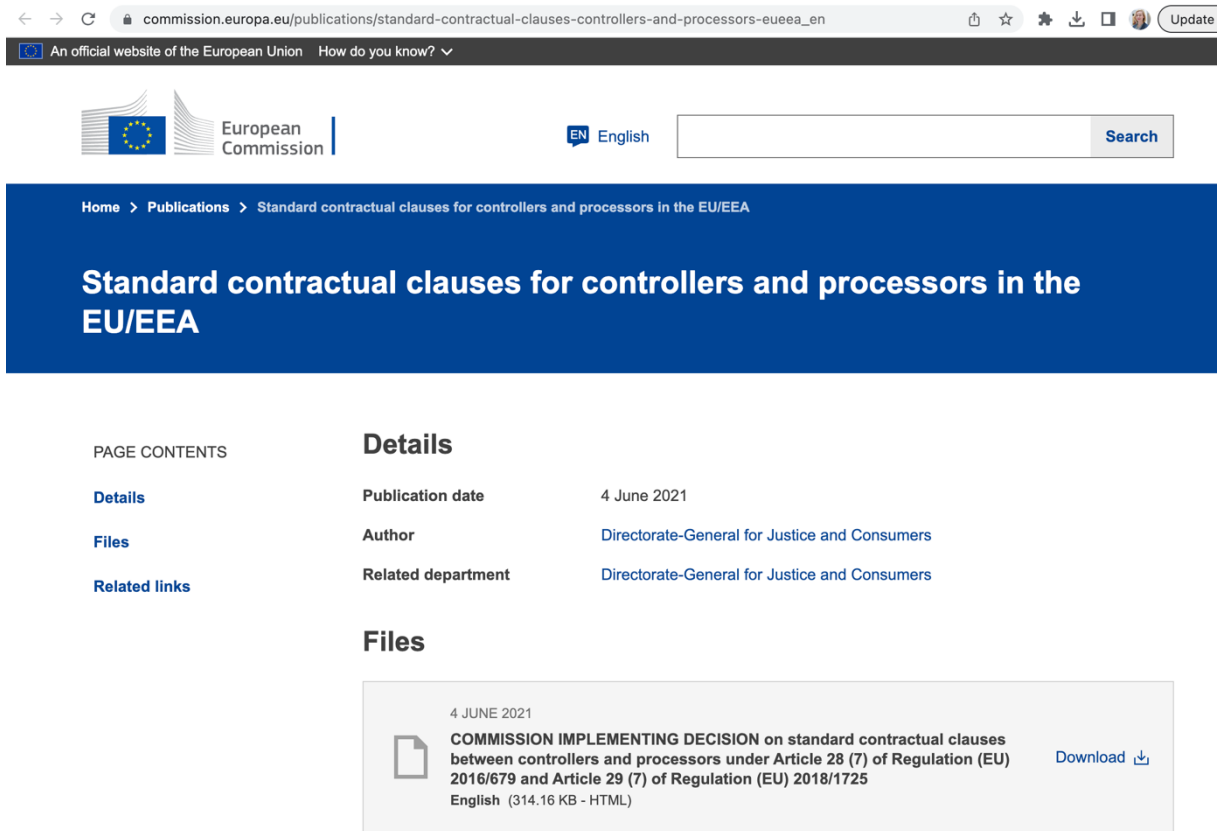 commission.europa.eu/publications/standard-contractual-clauses-controllers-and-processors-eueea_en
Update
An official website of the European Union How do you know?
European
Commission
EN English
Search
Home > Publications > Standard contractual clauses for controllers and processors in the EU/EEA
Standard contractual clauses for controllers and processors in the
EU/EEA
PAGE CONTENTS
Details
Files
Related links
Details
Publication date 4 June 2021
Author Directorate-General for Justice and Consumers
Related department Directorate-General for Justice and Consumers
Files
4 JUNE 2021
COMMISSION IMPLEMENTING DECISION on standard contractual clauses
between controllers and processors under Article 28 (7) of Regulation (EU)
2016/679 and Article 29 (7) of Regulation (EU) 2018/1725
English (314.16 KB - HTML)
Download